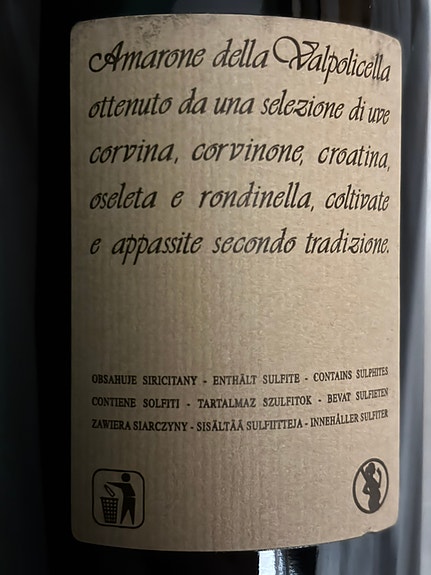 Amarone della Valpolicella
ottenuto da una selezione di uve
corvina, corvinone, croatina,
oseleta e rondinella, coltivate
e appassite secondo tradizione.
OBSAHUJE SIRICITANY - ENTHÄLT SULFITE - CONTAINS SULPHITES
CONTIENE SOLFITI - TARTALMAZ SZULFITOK - BEVAT SULFIETEN
ZAWIERA SIARCZYNY - SISÄLTÄÄ SULFIITTEJA - INNEHÅLLER SULFITER